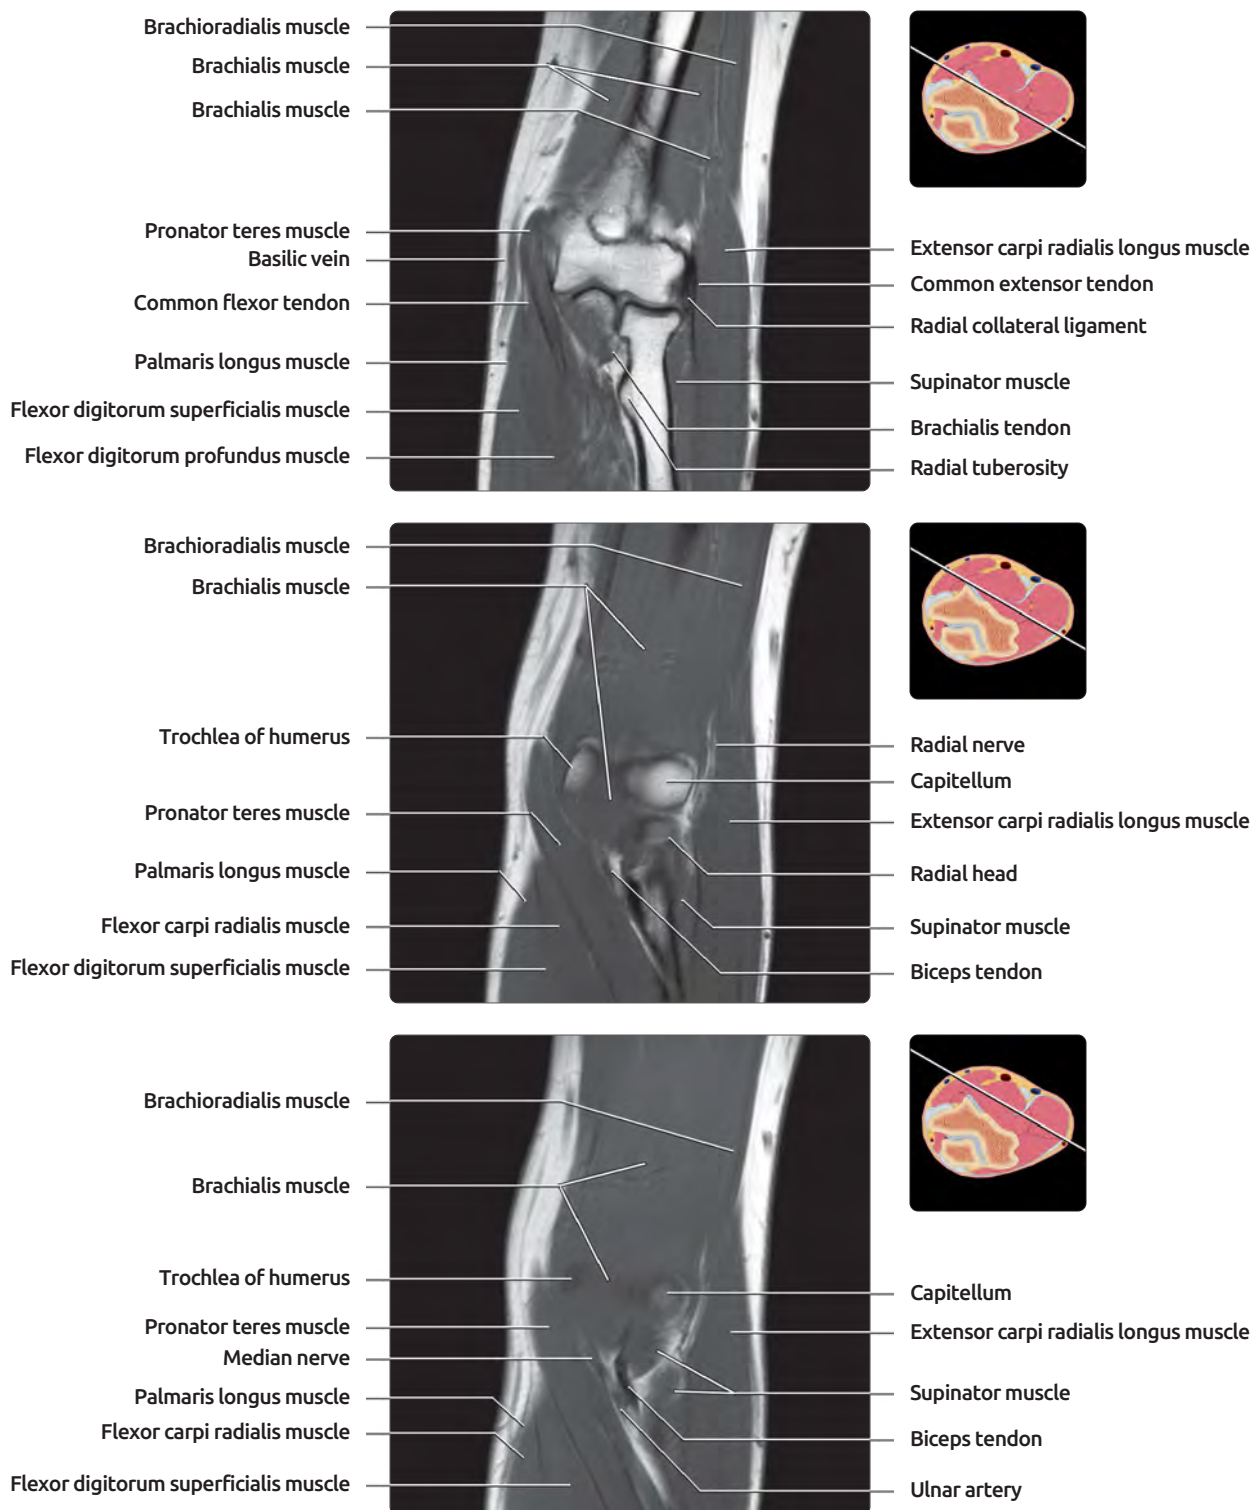 Brachioradialis muscle
Brachialis muscle
Brachialis muscle
Pronator teres muscle
Basilic vein
Common flexor tendon
Palmaris longus muscle
Flexor digitorum superficialis muscle
Flexor digitorum profundus muscle
Extensor carpi radialis longus muscle
Common extensor tendon
Radial collateral ligament
Supinator muscle
Brachialis tendon
Radial tuberosity
Brachioradialis muscle
Brachialis muscle
Trochlea of humerus
Pronator teres muscle
Palmaris longus muscle
Flexor carpi radialis muscle
Flexor digitorum superficialis muscle
Radial nerve
Capitellum
Extensor carpi radialis longus muscle
Radial head
Supinator muscle
Biceps tendon
Brachioradialis muscle
Brachialis muscle
Trochlea of humerus
Pronator teres muscle
Median nerve
Palmaris longus muscle
Flexor carpi radialis muscle
Flexor digitorum superficialis muscle
Capitellum
Extensor carpi radialis longus muscle
Supinator muscle
Biceps tendon
Ulnar artery